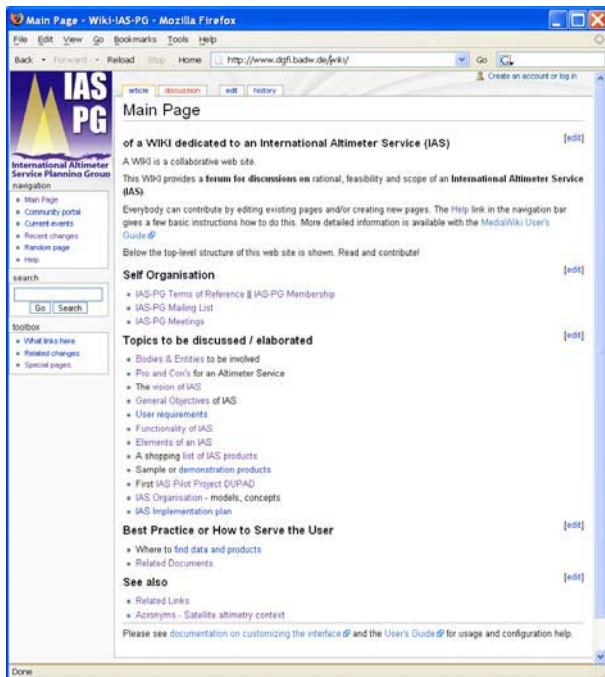 Main Page - Wiki-IAS-PG - Mozilla Firefox
File Edit View Go Bookmarks Tools Help
Back Forward Reload Stop Home http://www.dgfi.badw.de/wiki/ Go
Create an account or log in
IAS
PG
International Altimeter
Service Planning Group
article discussion edit history
Main Page
of a WIKI dedicated to an International Altimeter Service (IAS) [edit]
A WIKI is a collaborative web site.
This WIKI provides a forum for discussions on rational, feasibility and scope of an International Altimeter Service
(IAS).
Everybody can contribute by editing existing pages and/or creating new pages. The Help link in the navigation bar
gives a few basic instructions how to do this. More detailed information is available with the MediaWiki User's
Guide
Below the top-level structure of this web site is shown. Read and contribute!
Self Organisation [edit]
IAS-PG Terms of Reference || IAS-PG Membership
IAS-PG Mailing List
IAS-PG Meetings
Topics to be discussed / elaborated [edit]
Bodies & Entities to be involved
Pro and Con's for an Altimeter Service
The vision of IAS
General Objectives of IAS
User requirements
Functionality of IAS
Elements of an IAS
A shopping list of IAS products
Sample or demonstration products
First IAS Pilot Project DUPAD
IAS Organisation - models, concepts
IAS Implementation plan
Best Practice or How to Serve the User [edit]
Where to find data and products
Related Documents
See also [edit]
Related Links
Acronyms - Satellite altimetry context
Please see documentation on customizing the interface and the User's Guide for usage and configuration help.
navigation
Main Page
Community portal
Current events
Recent changes
Random page
Help
search
Go Search
toolbox
What links here
Related changes
Special pages
Done